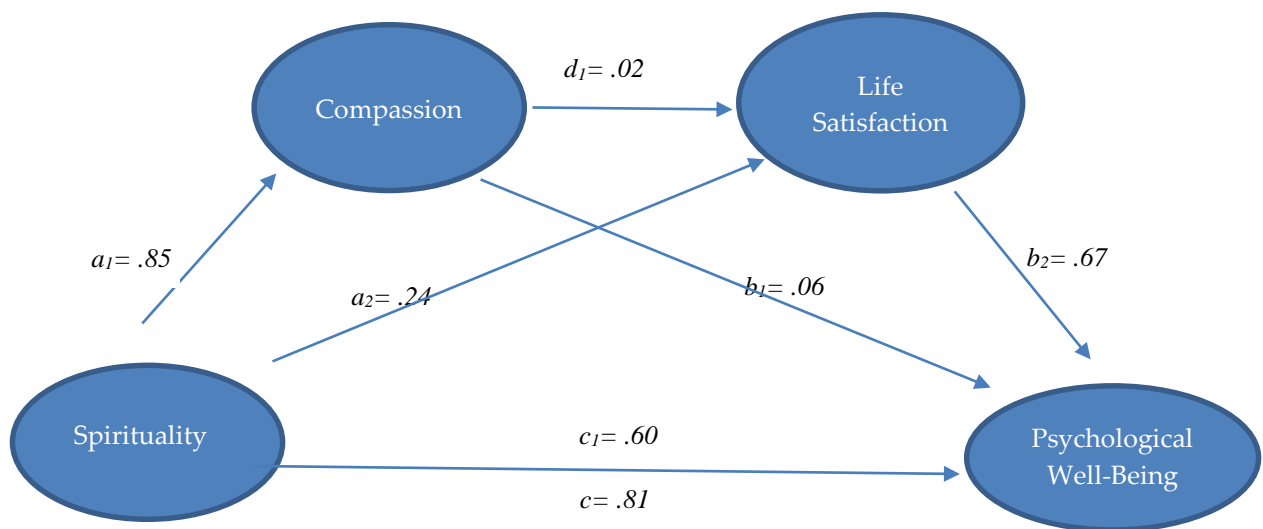 d₁= .02
Life
Satisfaction
Compassion
a₁= .85
a₂= .24
b₁= .06
b₂= .67
Spirituality
c₁= .60
c= .81
Psychological
Well-Being